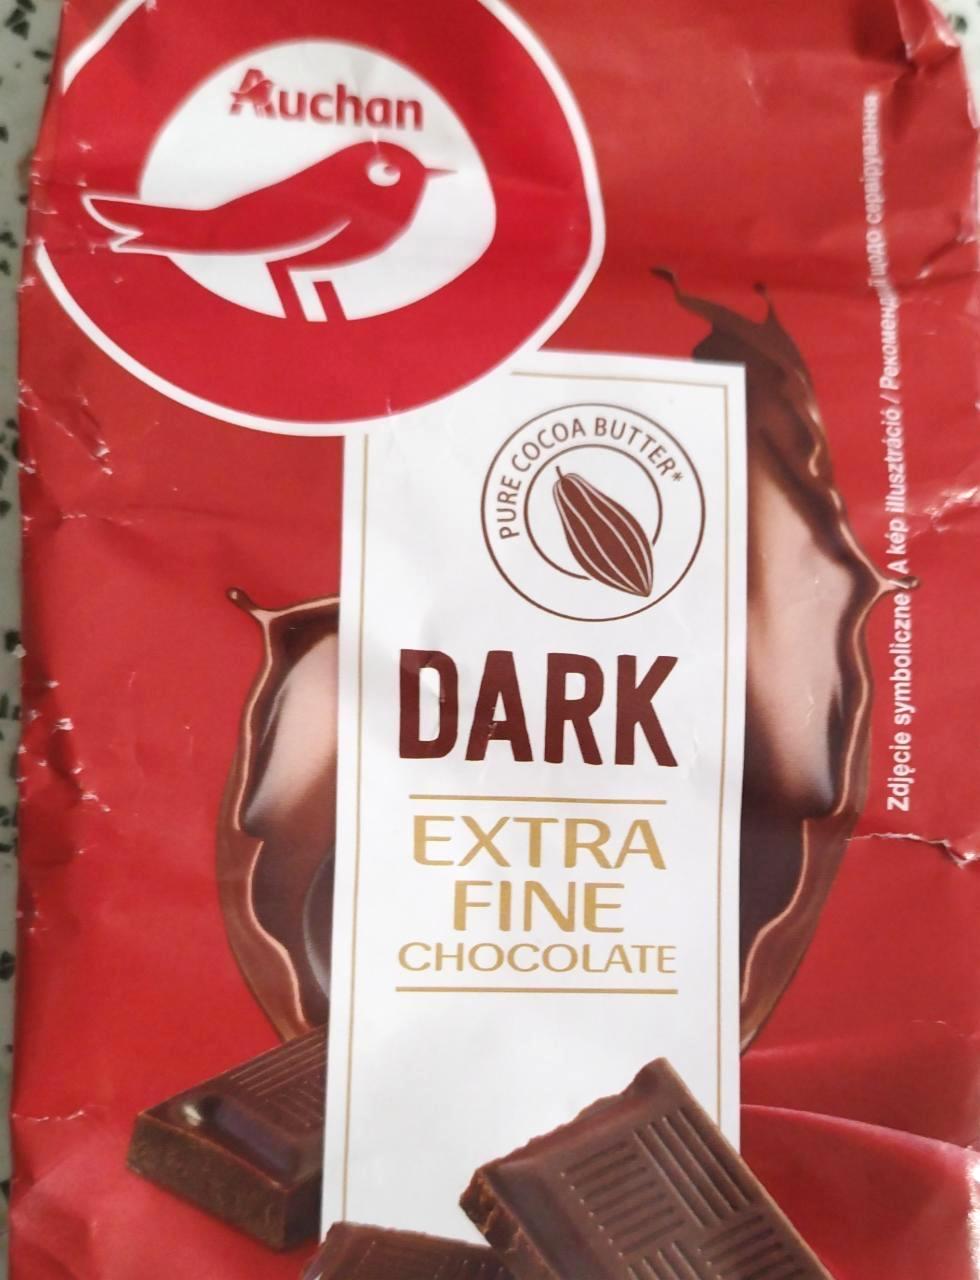 Auchan
PURE COCOA BUTTER*
DARK
EXTRA
FINE
CHOCOLATE
Zdjęcie symboliczne / A kép illusztráció / Рекомендації щодо сервірування